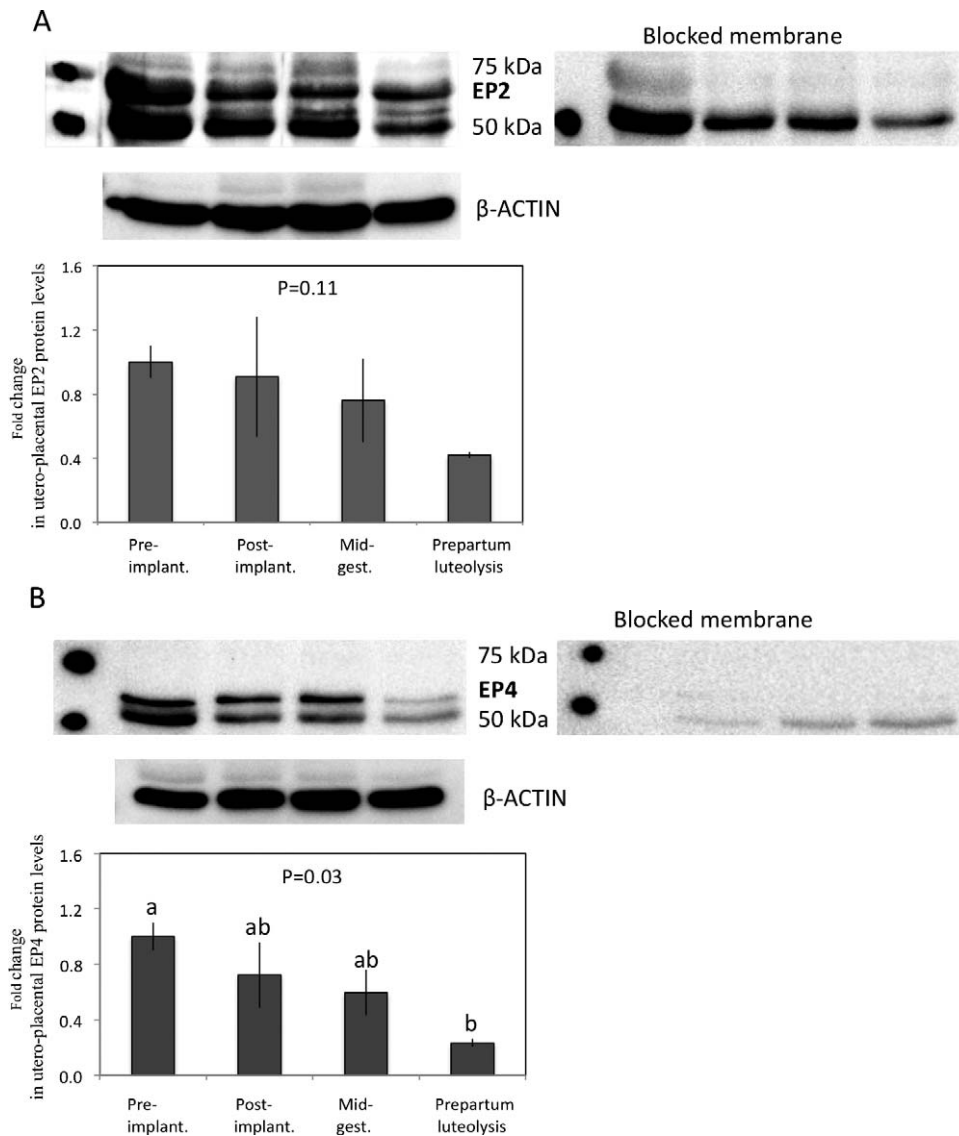 A
Blocked membrane
75 kDa
EP2
50 kDa
β-ACTIN
Fold change
in utero-placental EP2 protein levels
1.6
1.2
0.8
0.4
0.0
P=0.11
Pre-
implant.
Post-
implant.
Mid-
gest.
Prepartum
luteolysis
B
Blocked membrane
75 kDa
EP4
50 kDa
β-ACTIN
Fold change
in utero-placental EP4 protein levels
1.6
1.2
0.8
0.4
0.0
P=0.03
a
ab
ab
b
Pre-
implant.
Post-
implant.
Mid-
gest.
Prepartum
luteolysis